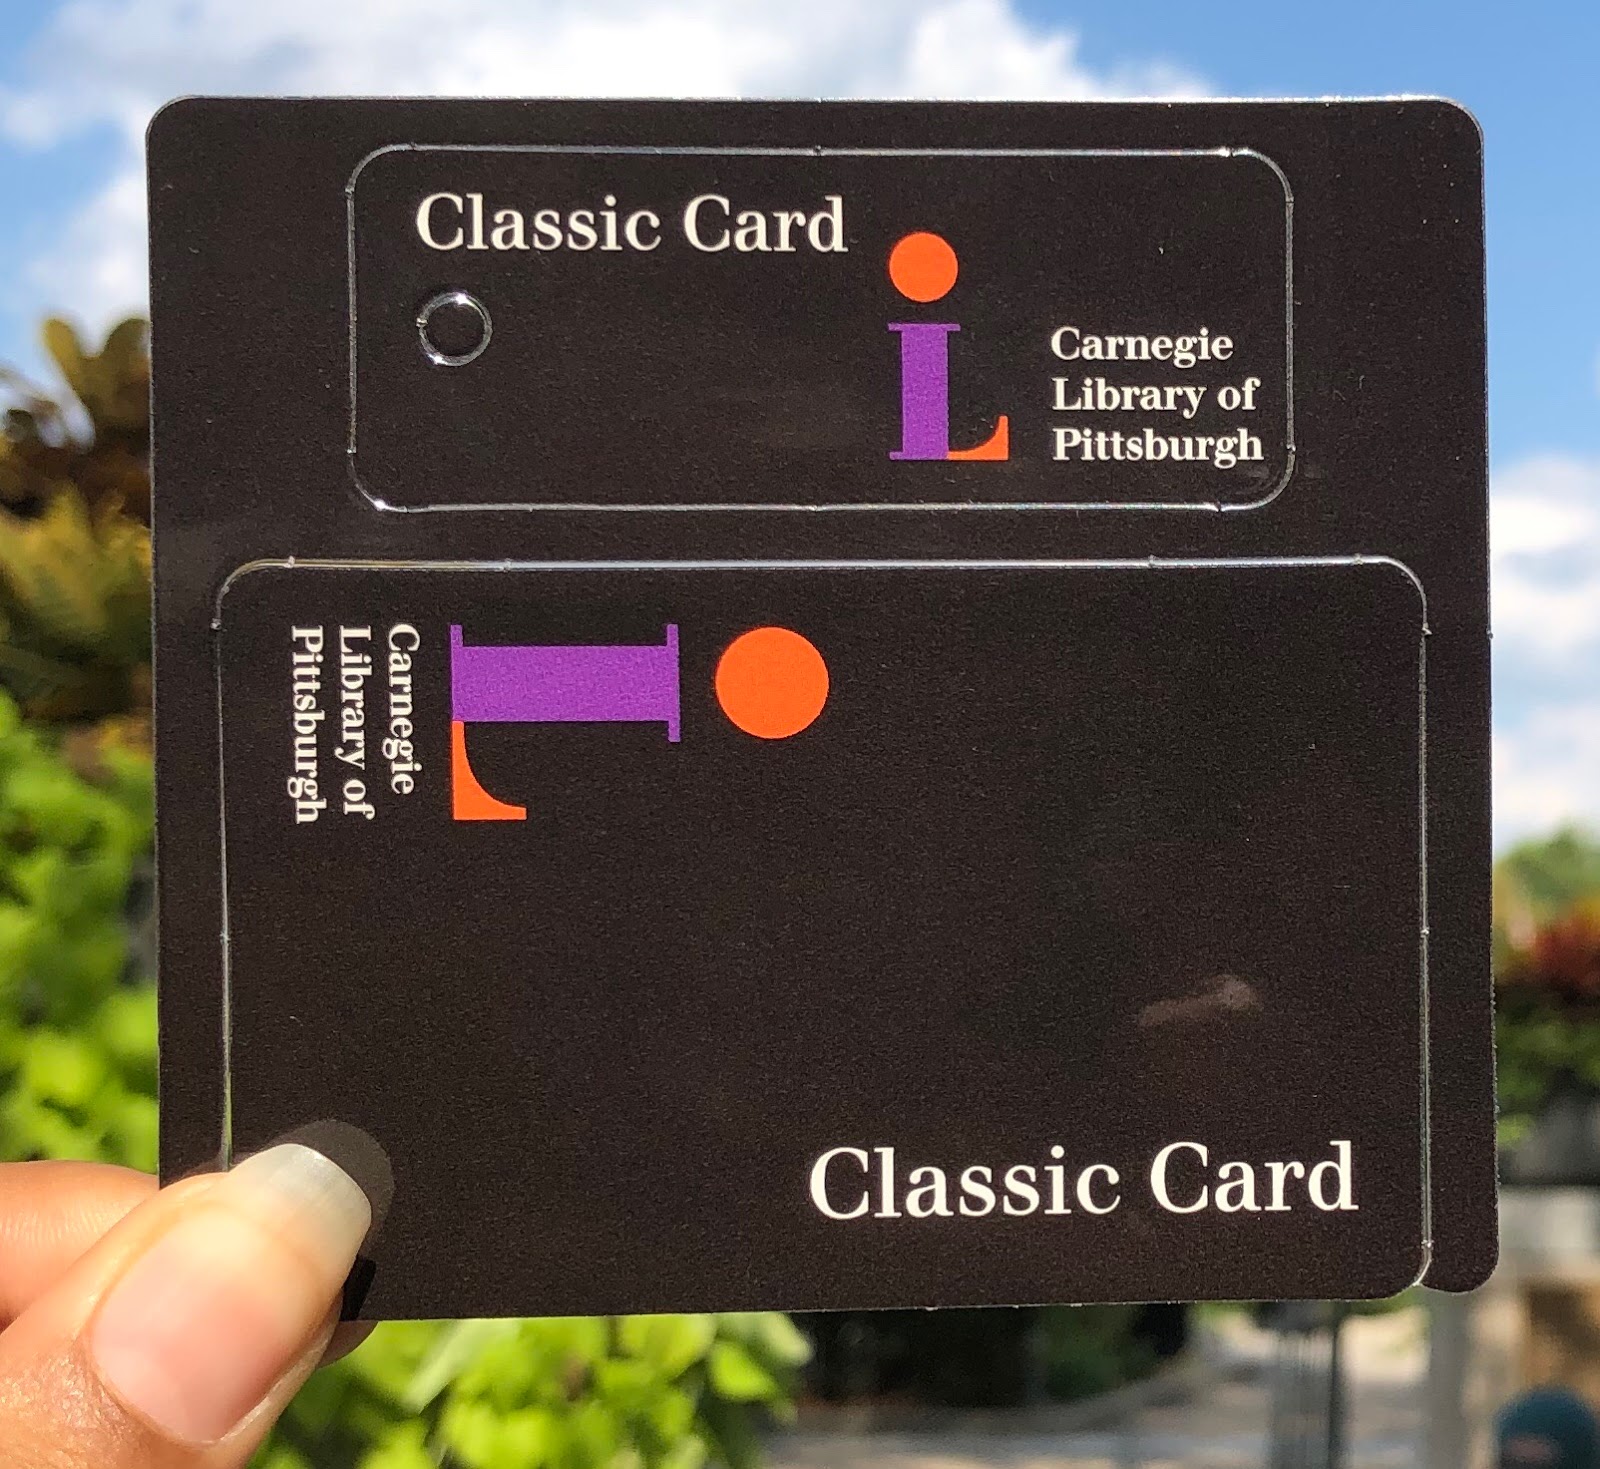 Classic Card
Carnegie
Library of
Pittsburgh
Carnegie
Library of
Pittsburgh
Classic Card